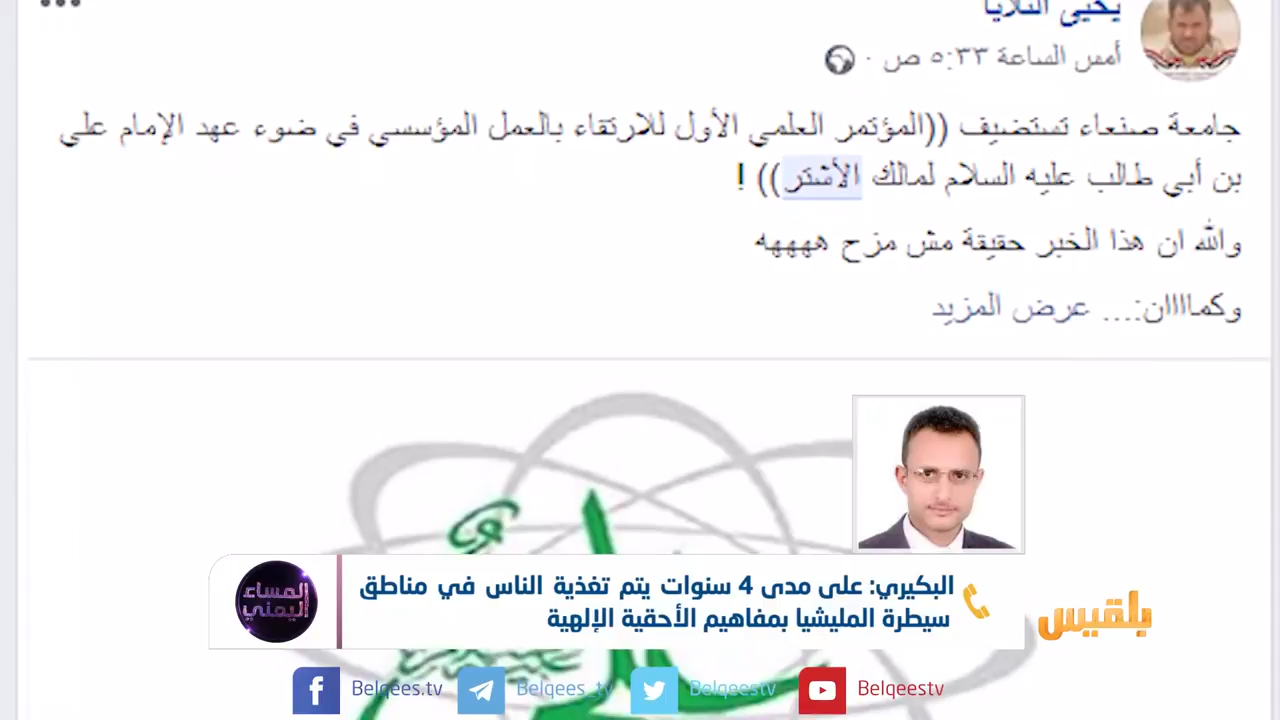 يحيى الثلايا
أمس الساعة ٥:٣٣ ص ·
جامعة صنعاء تستضيف ((المؤتمر العلمي الأول للارتقاء بالعمل المؤسسي في ضوء عهد الإمام علي
بن أبي طالب عليه السلام لمالك الأشتر)) !
والله ان هذا الخبر حقيقة مش مزح ههههه
وكماااان:... عرض المزيد
البكيري: على مدى 4 سنوات يتم تغذية الناس في مناطق
سيطرة المليشيا بمفاهيم الأحقية الإلهية
المساء
اليمني
بلقيس
Belqees.tv
Belqees_tv
Belqeestv
Belqeestv